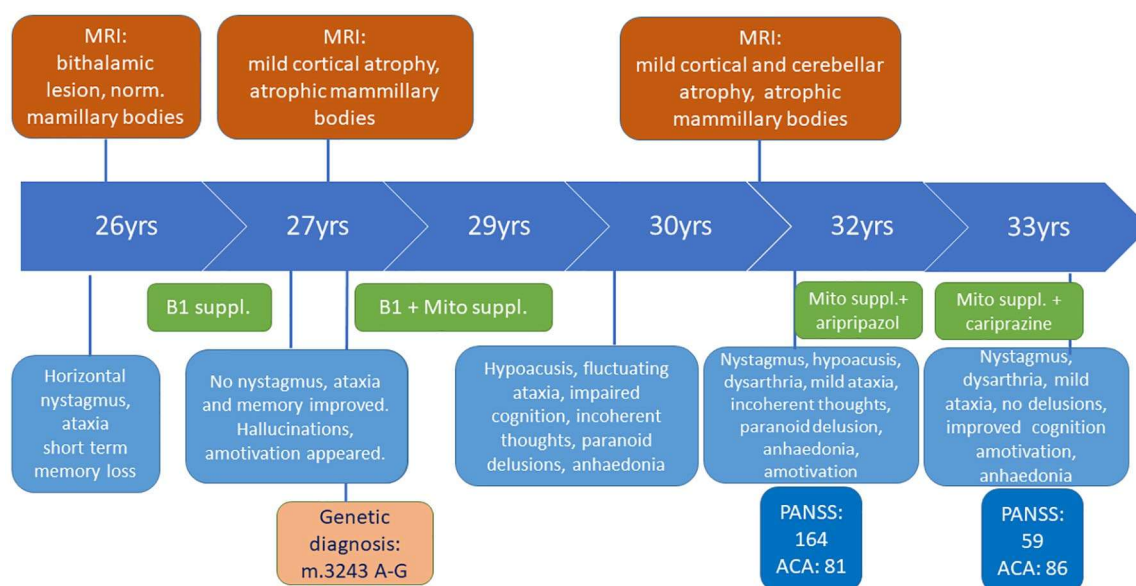 MRI:
bithalamic
lesion, norm.
mamillary bodies
MRI:
mild cortical atrophy,
atrophic mammillary
bodies
MRI:
mild cortical and cerebellar
atrophy, atrophic
mammillary bodies
26yrs
27yrs
29yrs
30yrs
32yrs
33yrs
B1 suppl.
B1 + Mito suppl.
Mito suppl.+
aripripazol
Mito suppl. +
cariprazine
Horizontal
nystagmus,
ataxia
short term
memory loss
No nystagmus, ataxia
and memory improved.
Hallucinations,
amotivation appeared.
Hypoacusis, fluctuating
ataxia, impaired
cognition, incoherent
thoughts, paranoid
delusions, anhaedonia
Nystagmus, hypoacusis,
dysarthria, mild ataxia,
incoherent thoughts,
paranoid delusion,
anhaedonia,
amotivation
Nystagmus,
dysarthria, mild
ataxia, no delusions,
improved cognition
amotivation,
anhaedonia
Genetic
diagnosis:
m.3243 A-G
PANSS:
164
ACA: 81
PANSS:
59
ACA: 86